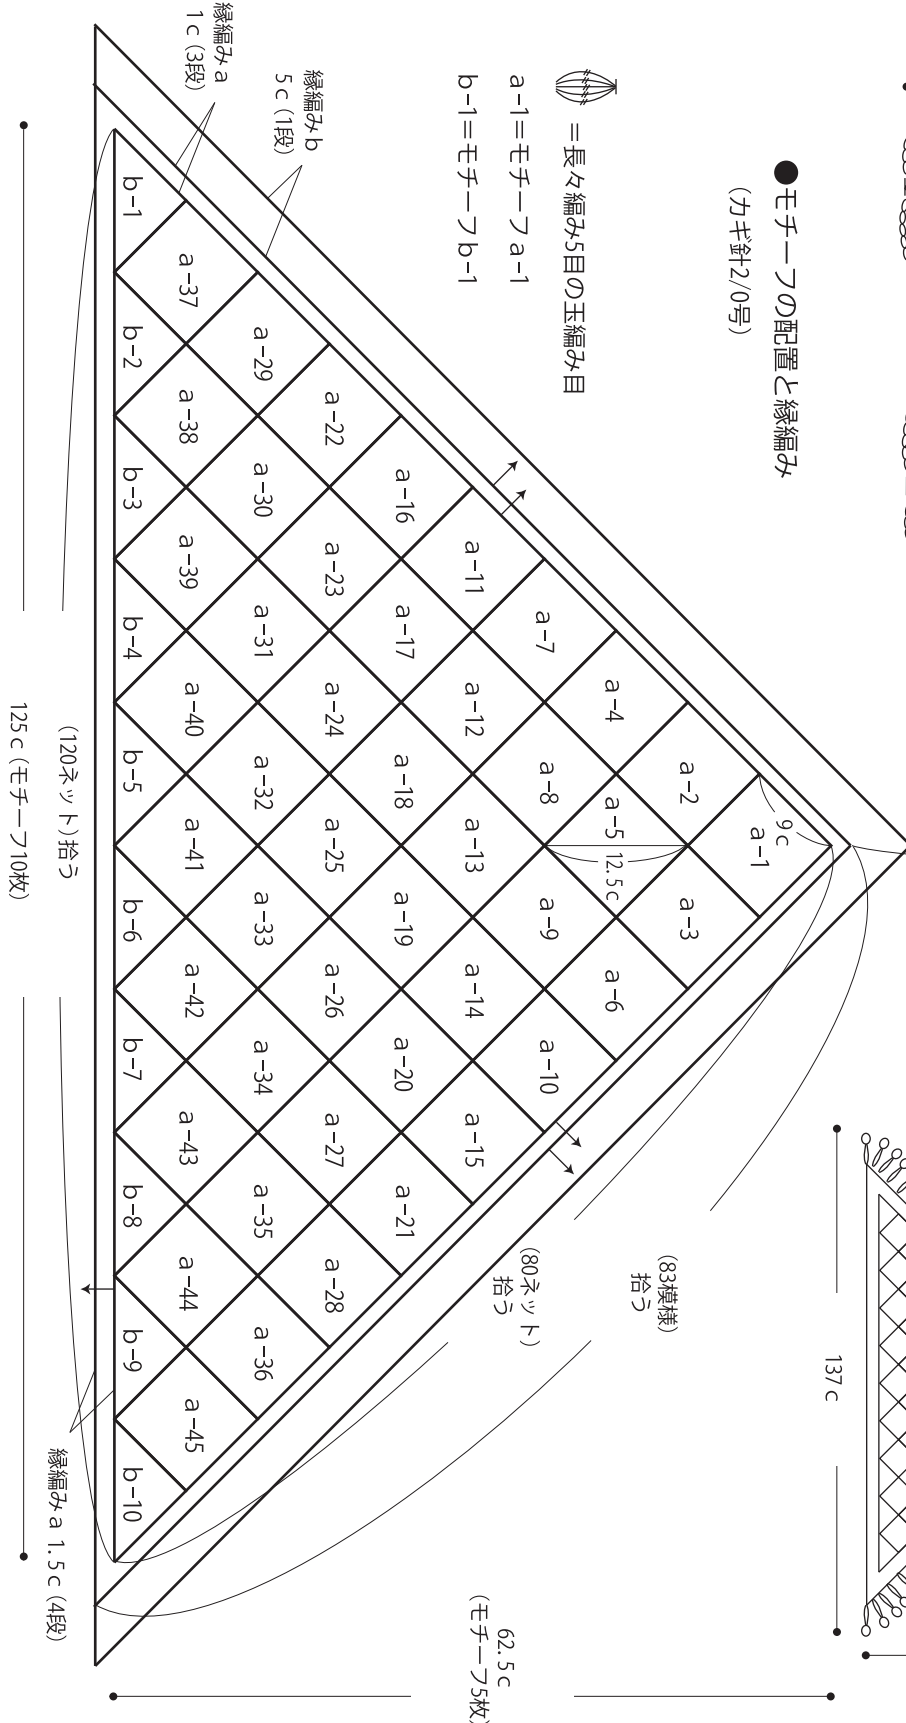 ●モチーフの配置と縁編み
(カギ針2/0号)
=長々編み5目の玉編み目
a-1=モチーフa-1
b-1=モチーフb-1
縁編みb
5c (1段)
縁編みa
1c (3段)
9c
a-1
a-2
a-3
a-4
a-5
12.5c
a-6
a-7
a-8
a-9
a-10
a-11
a-12
a-13
a-14
a-15
a-16
a-17
a-18
a-19
a-20
a-21
a-22
a-23
a-24
a-25
a-26
a-27
a-28
a-29
a-30
a-31
a-32
a-33
a-34
a-35
a-36
a-37
a-38
a-39
a-40
a-41
a-42
a-43
a-44
a-45
b-1
b-2
b-3
b-4
b-5
b-6
b-7
b-8
b-9
b-10
(83模様)
拾う
(80ネット)
拾う
137c
62.5c
(モチーフ5枚)
縁編みa 1.5c (4段)
(120ネット)拾う
125c (モチーフ10枚)